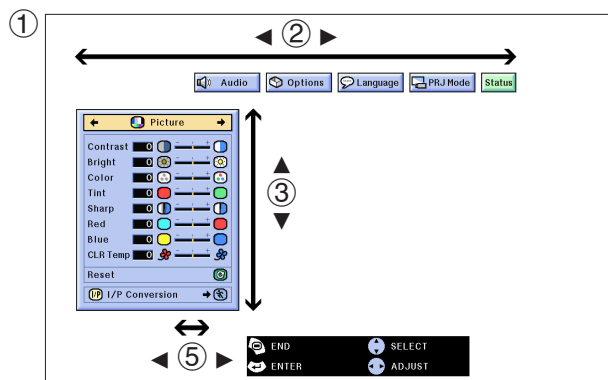 ①
◄ ② ►
Audio Options Language PRJ Mode Status
Picture
Contrast 0 - +
Bright 0 - +
Color 0 - +
Tint 0 - +
Sharp 0 - +
Red 0 - +
Blue 0 - +
CLR Temp 0 - +
Reset
I/P I/P Conversion
▲
③
▼
◄ ⑤ ►
END SELECT
ENTER ADJUST